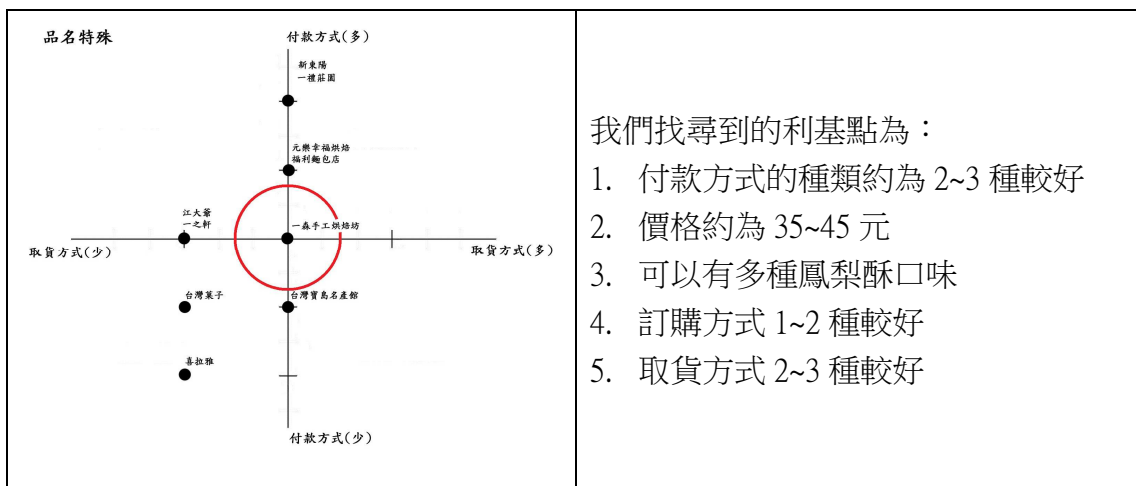 品名特殊
付款方式(多)
新東陽
一禮莊園
元樂幸福烘焙
福利麵包店
江大爺
一之軒
一森手工烘焙坊
取貨方式(少)
取貨方式(多)
台灣菓子
台灣寶島名產館
喜拉雅
付款方式(少)
我們找尋到的利基點為：
1. 付款方式的種類約為 2~3 種較好
2. 價格約為 35~45 元
3. 可以有多種鳳梨酥口味
4. 訂購方式 1~2 種較好
5. 取貨方式 2~3 種較好